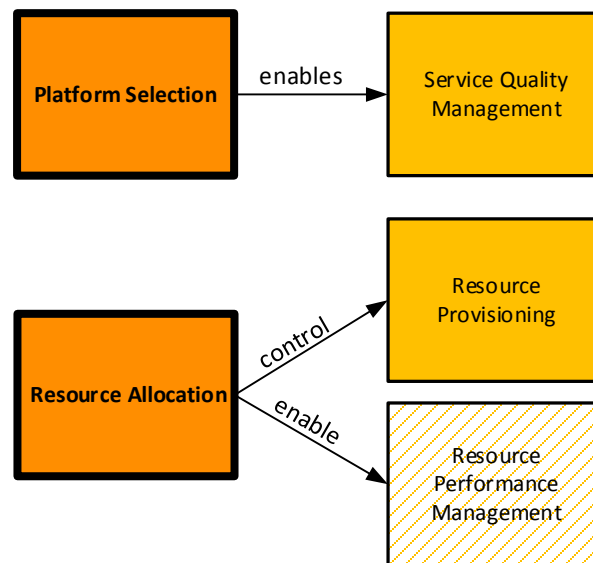 Platform Selection
enables
Service Quality
Management
Resource Allocation
control
Resource
Provisioning
enable
Resource
Performance
Management